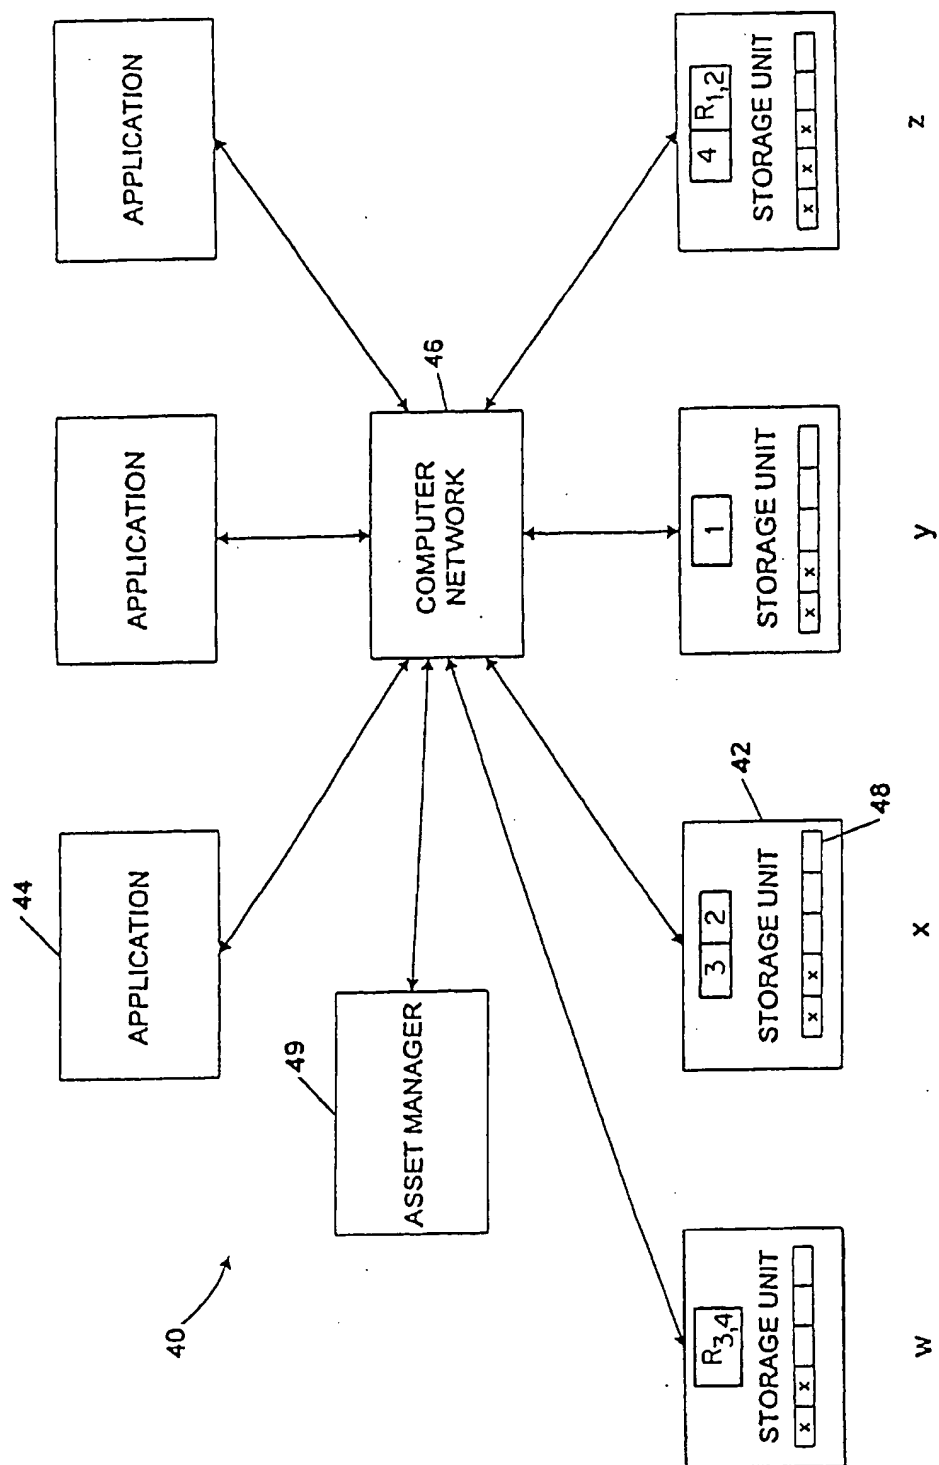 44
APPLICATION
APPLICATION
APPLICATION
40
49
ASSET MANAGER
COMPUTER
NETWORK
46
R3,4
STORAGE UNIT
x x
w
3 2
STORAGE UNIT
x x
42
48
x
1
STORAGE UNIT
x x
y
4 R1,2
STORAGE UNIT
x x x
z